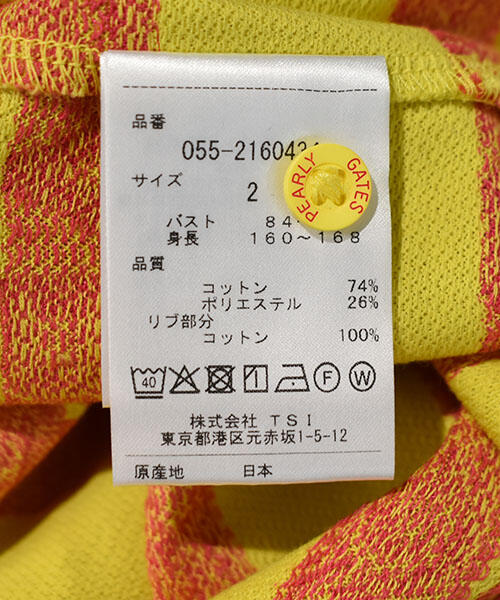 品番
055-216043
サイズ
2
バスト 84
身長 160～168
品質
コットン 74%
ポリエステル 26%
リブ部分
コットン 100%
40 F W
株式会社 TSI
東京都港区元赤坂1-5-12
原産地 日本
PEARLY GATES